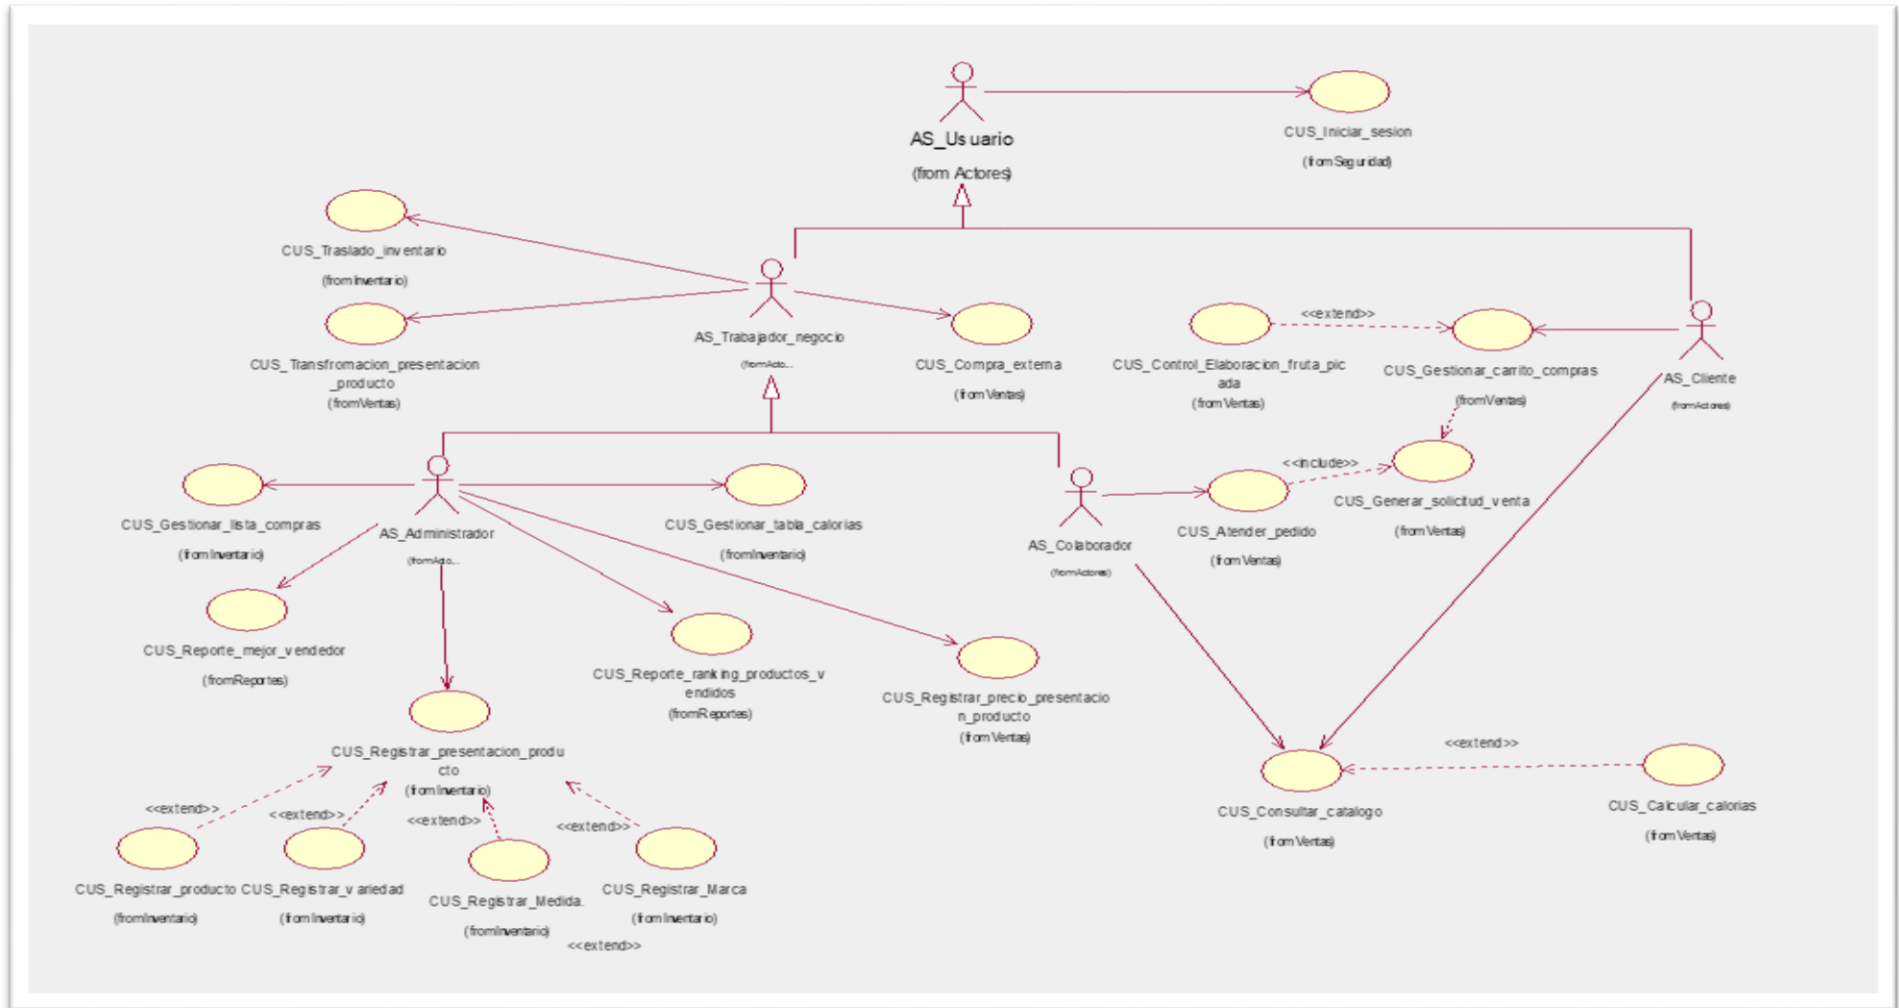 AS_Usuario
(from Actores)
CUS_Iniciar_sesion
(from Seguridad)
CUS_Traslado_inventario
(from Inventario)
CUS_Transfromacion_presentacion
_producto
(from Ventas)
AS_Trabajador_negocio
(from Acto...
CUS_Compra_externa
(from Ventas)
<<extend>>
CUS_Control_Elaboracion_fruta_pic
ada
(from Ventas)
CUS_Gestionar_carrito_compras
(from Ventas)
AS_Cliente
(from Actores)
CUS_Gestionar_lista_compras
(from Inventario)
AS_Administrador
(from Acto...
CUS_Gestionar_tabla_calorias
(from Inventario)
AS_Colaborador
(from Actores)
<<include>>
CUS_Atender_pedido
(from Ventas)
CUS_Generar_solicitud_venta
(from Ventas)
CUS_Reporte_mejor_vendedor
(from Reportes)
CUS_Reporte_ranking_productos_v
endidos
(from Reportes)
CUS_Registrar_precio_presentacio
n_producto
(from Ventas)
CUS_Registrar_presentacion_produ
cto
(from Inventario)
<<extend>>
<<extend>>
<<extend>>
<<extend>>
<<extend>>
CUS_Consultar_catalogo
(from Ventas)
CUS_Calcular_calorias
(from Ventas)
CUS_Registrar_producto
(from Inventario)
CUS_Registrar_variedad
(from Inventario)
CUS_Registrar_Medida.
(from Inventario)
CUS_Registrar_Marca
(from Inventario)
<<extend>>